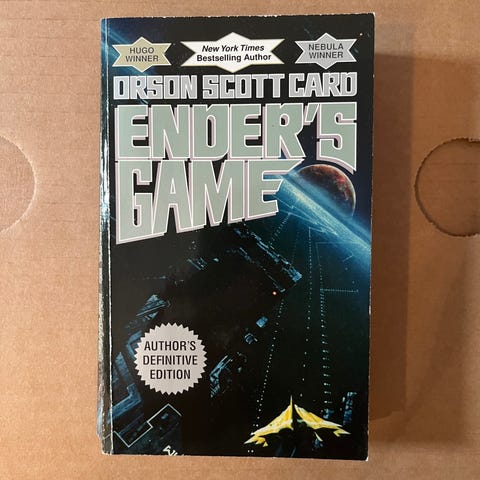 HUGO
WINNER
New York Times
Bestselling Author
NEBULA
WINNER
ORSON SCOTT CARD
ENDER'S
GAME
AUTHOR'S
DEFINITIVE
EDITION